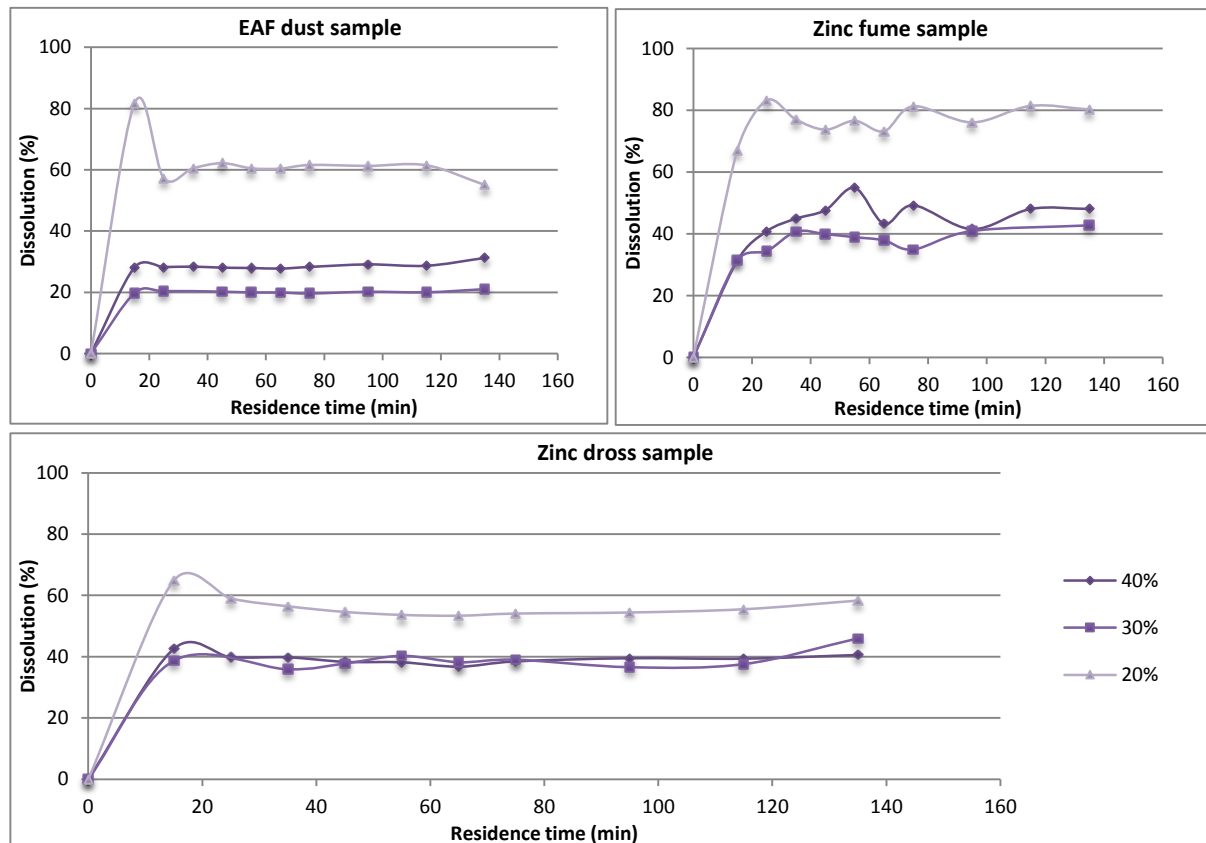 EAF dust sample
100
80
60
40
20
0
Dissolution (%)
0 20 40 60 80 100 120 140 160
Residence time (min)
Zinc fume sample
100
80
60
40
20
0
Dissolution (%)
0 20 40 60 80 100 120 140 160
Residence time (min)
Zinc dross sample
100
80
60
40
20
0
Dissolution (%)
0 20 40 60 80 100 120 140 160
Residence time (min)
40%
30%
20%